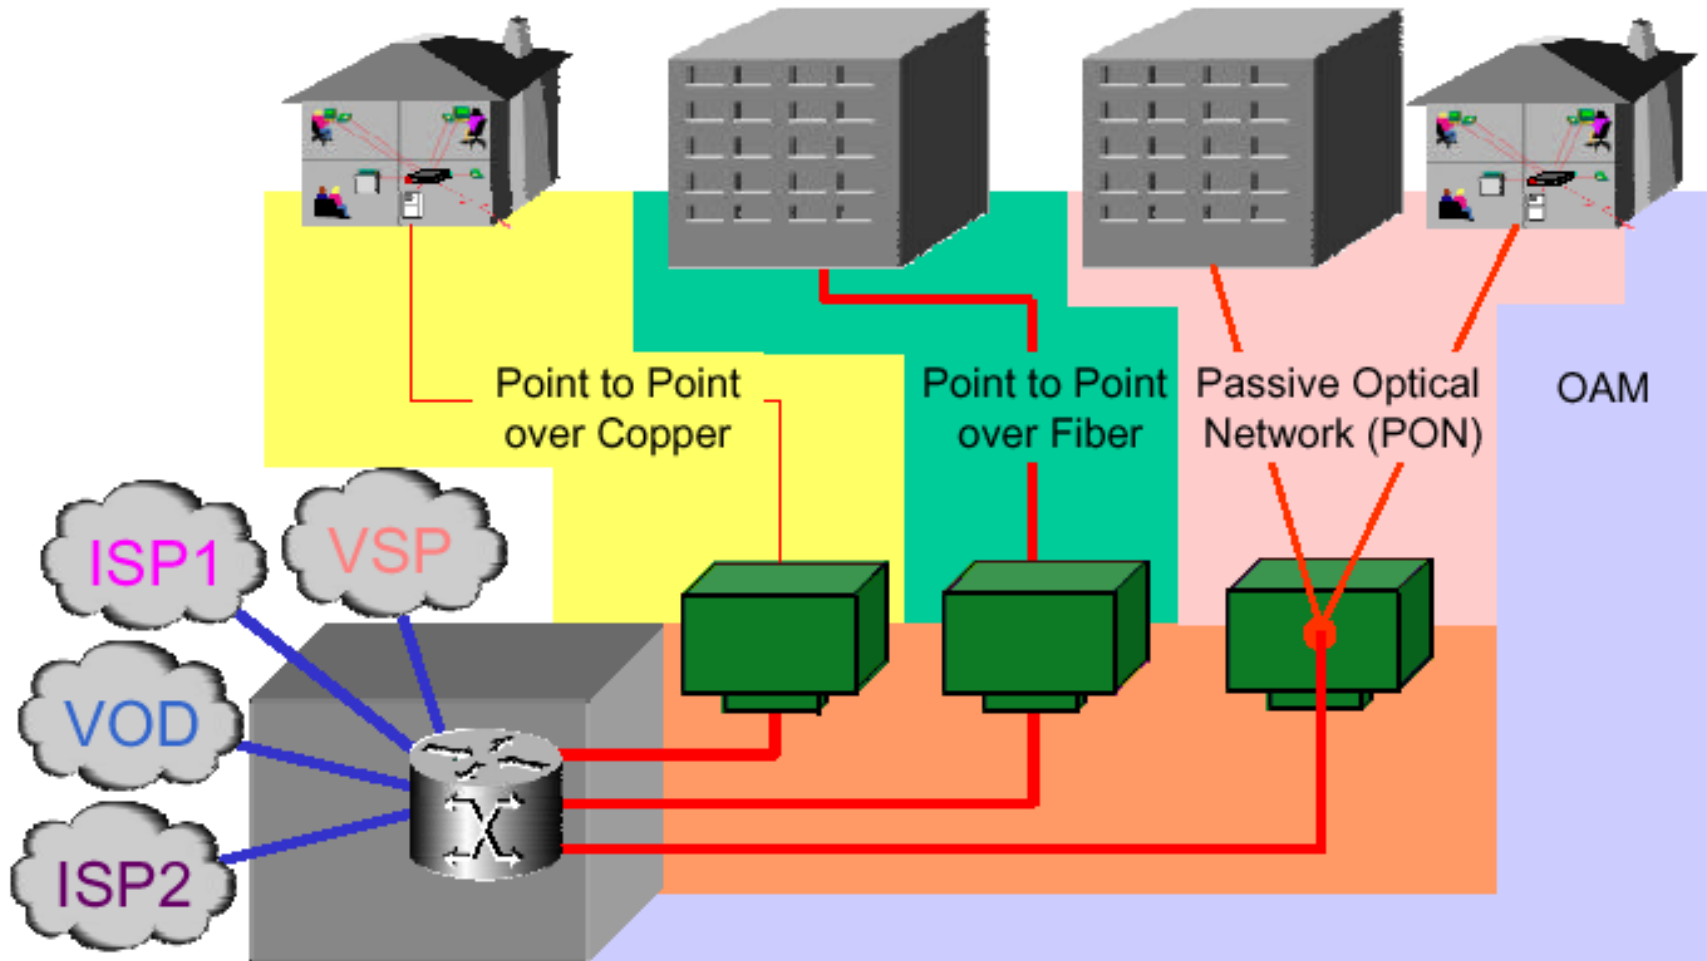 Point to Point
over Copper
Point to Point
over Fiber
Passive Optical
Network (PON)
OAM
ISP1
VSP
VOD
ISP2